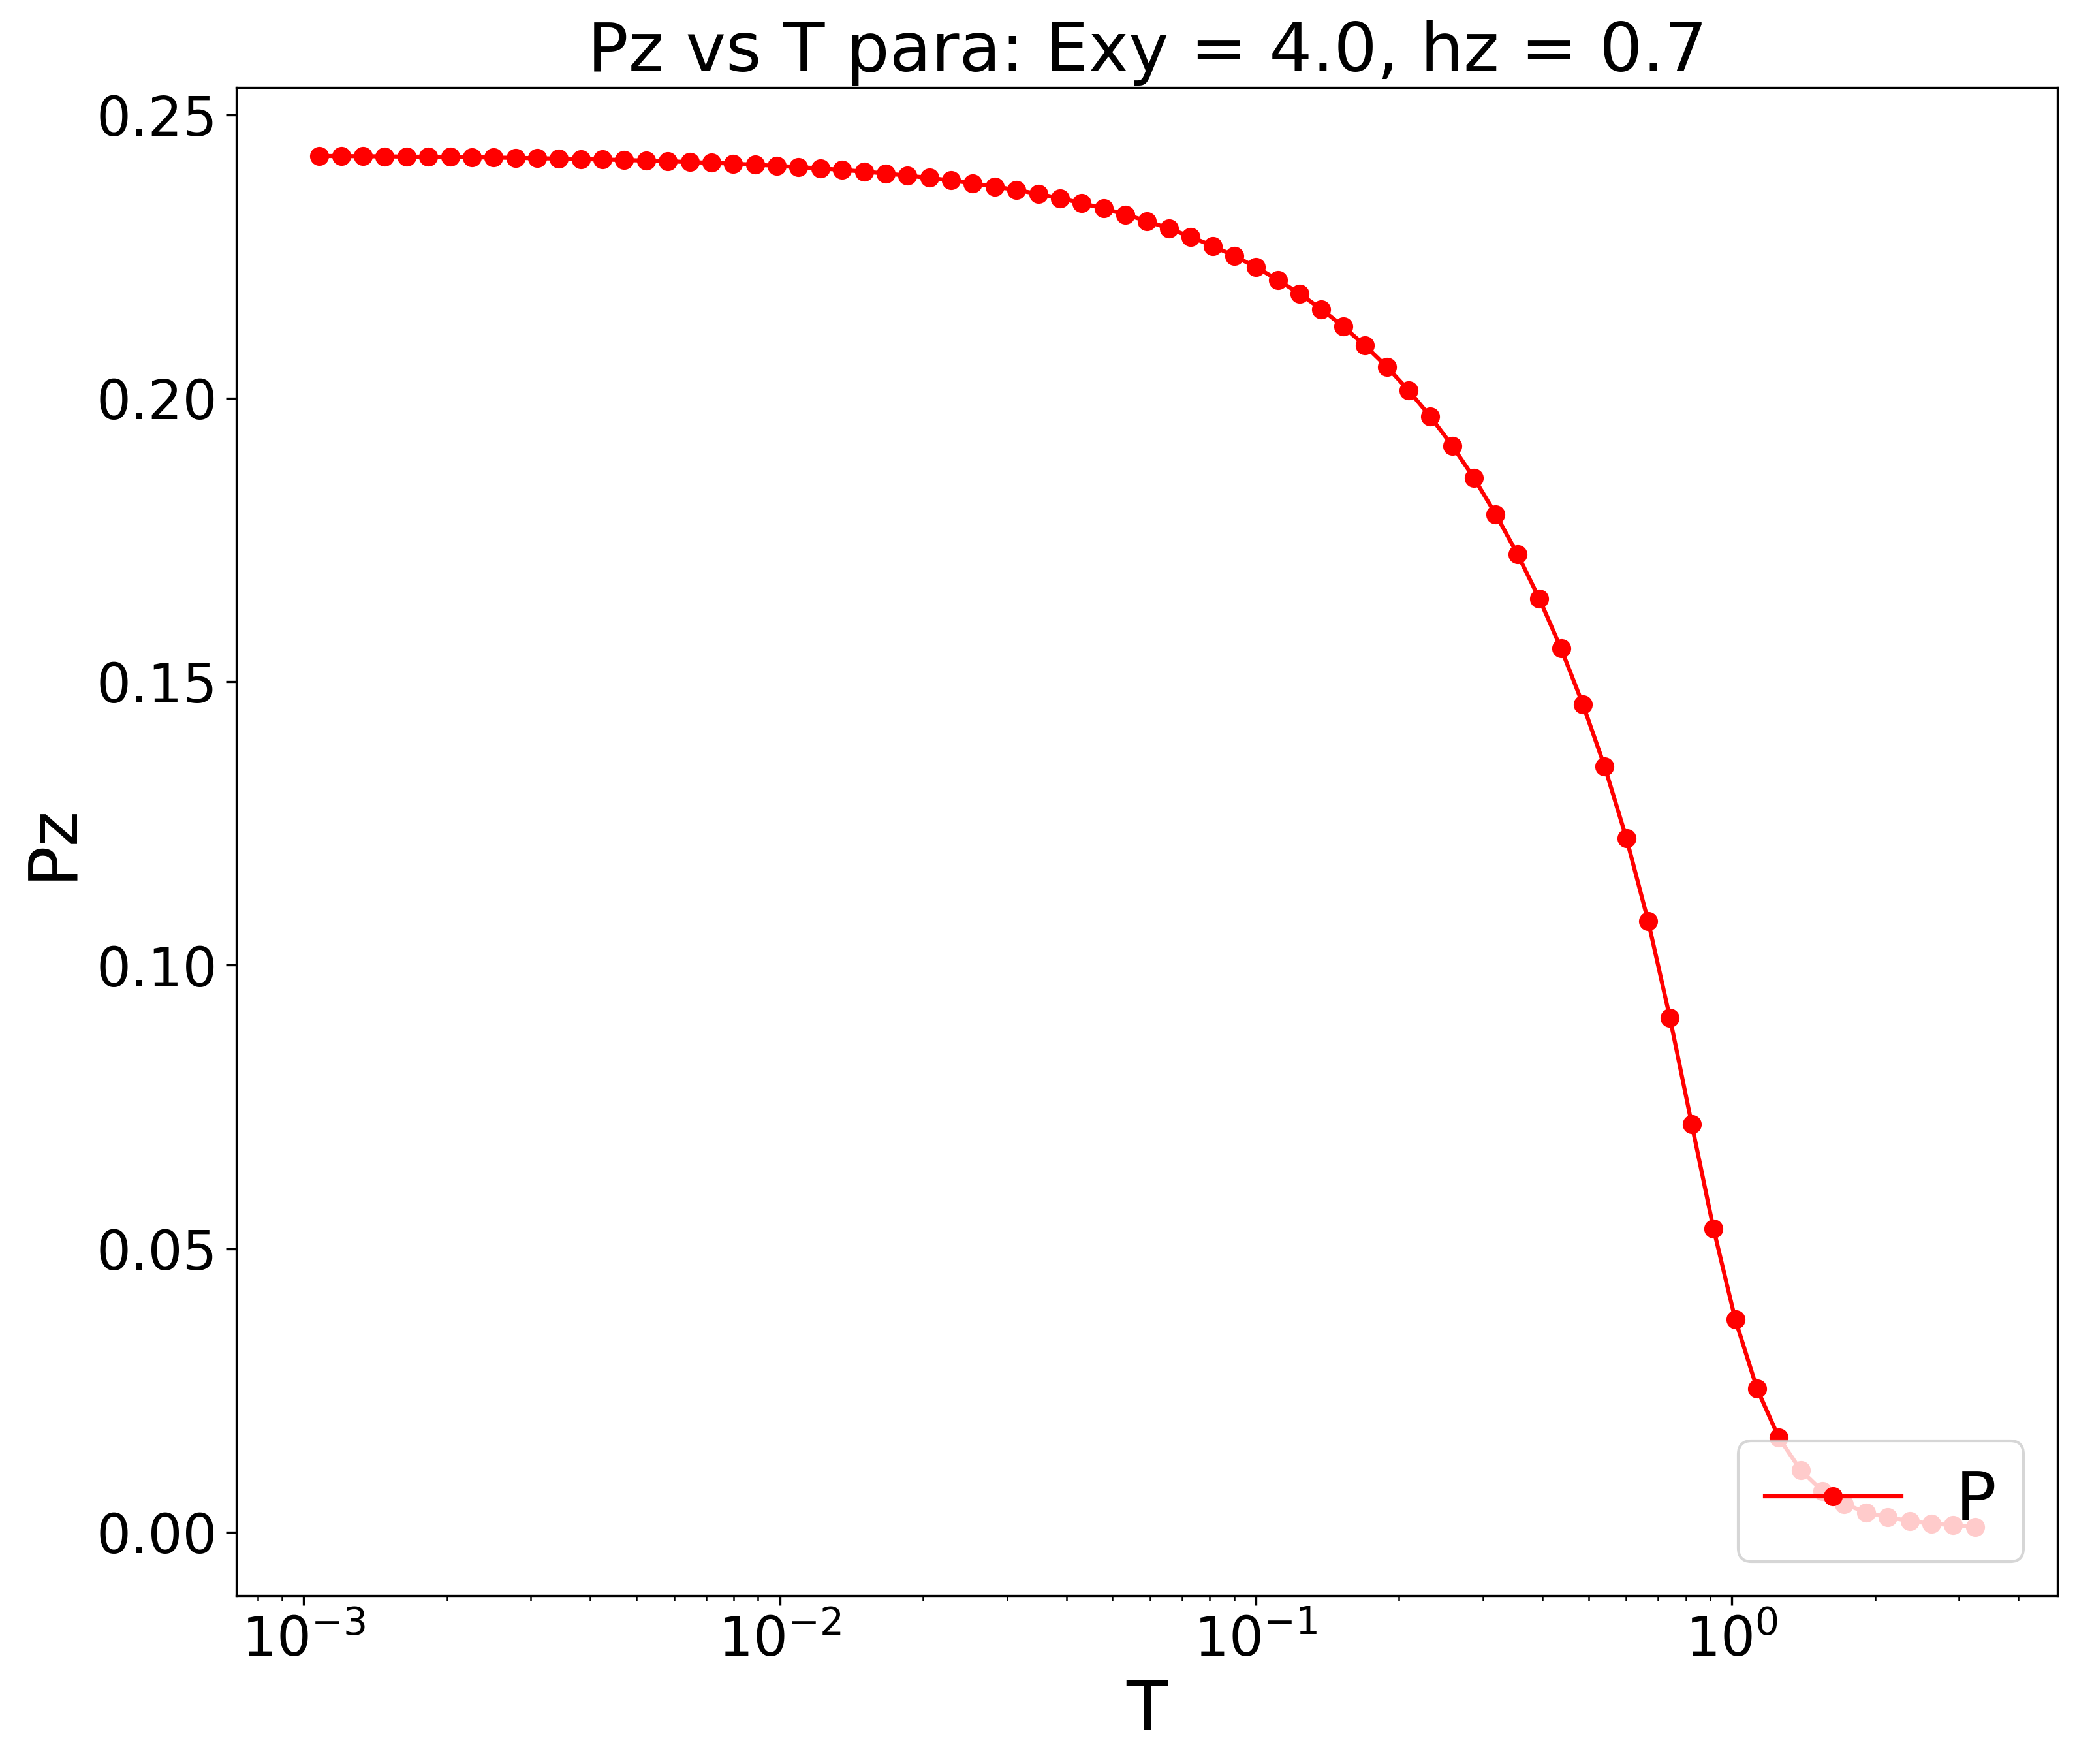 Pz vs T para: Exy = 4.0, hz = 0.7
0.25
0.20
0.15
0.10
0.05
0.00
Pz
10⁻³
10⁻²
10⁻¹
10⁰
T
P